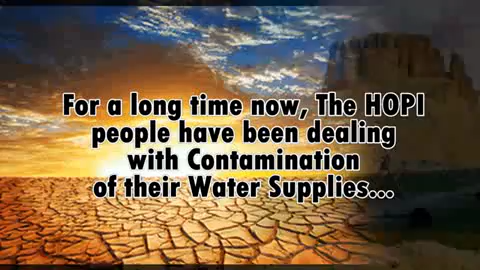 For a long time now, The HOPI
people have been dealing
with Contamination
of their Water Supplies...